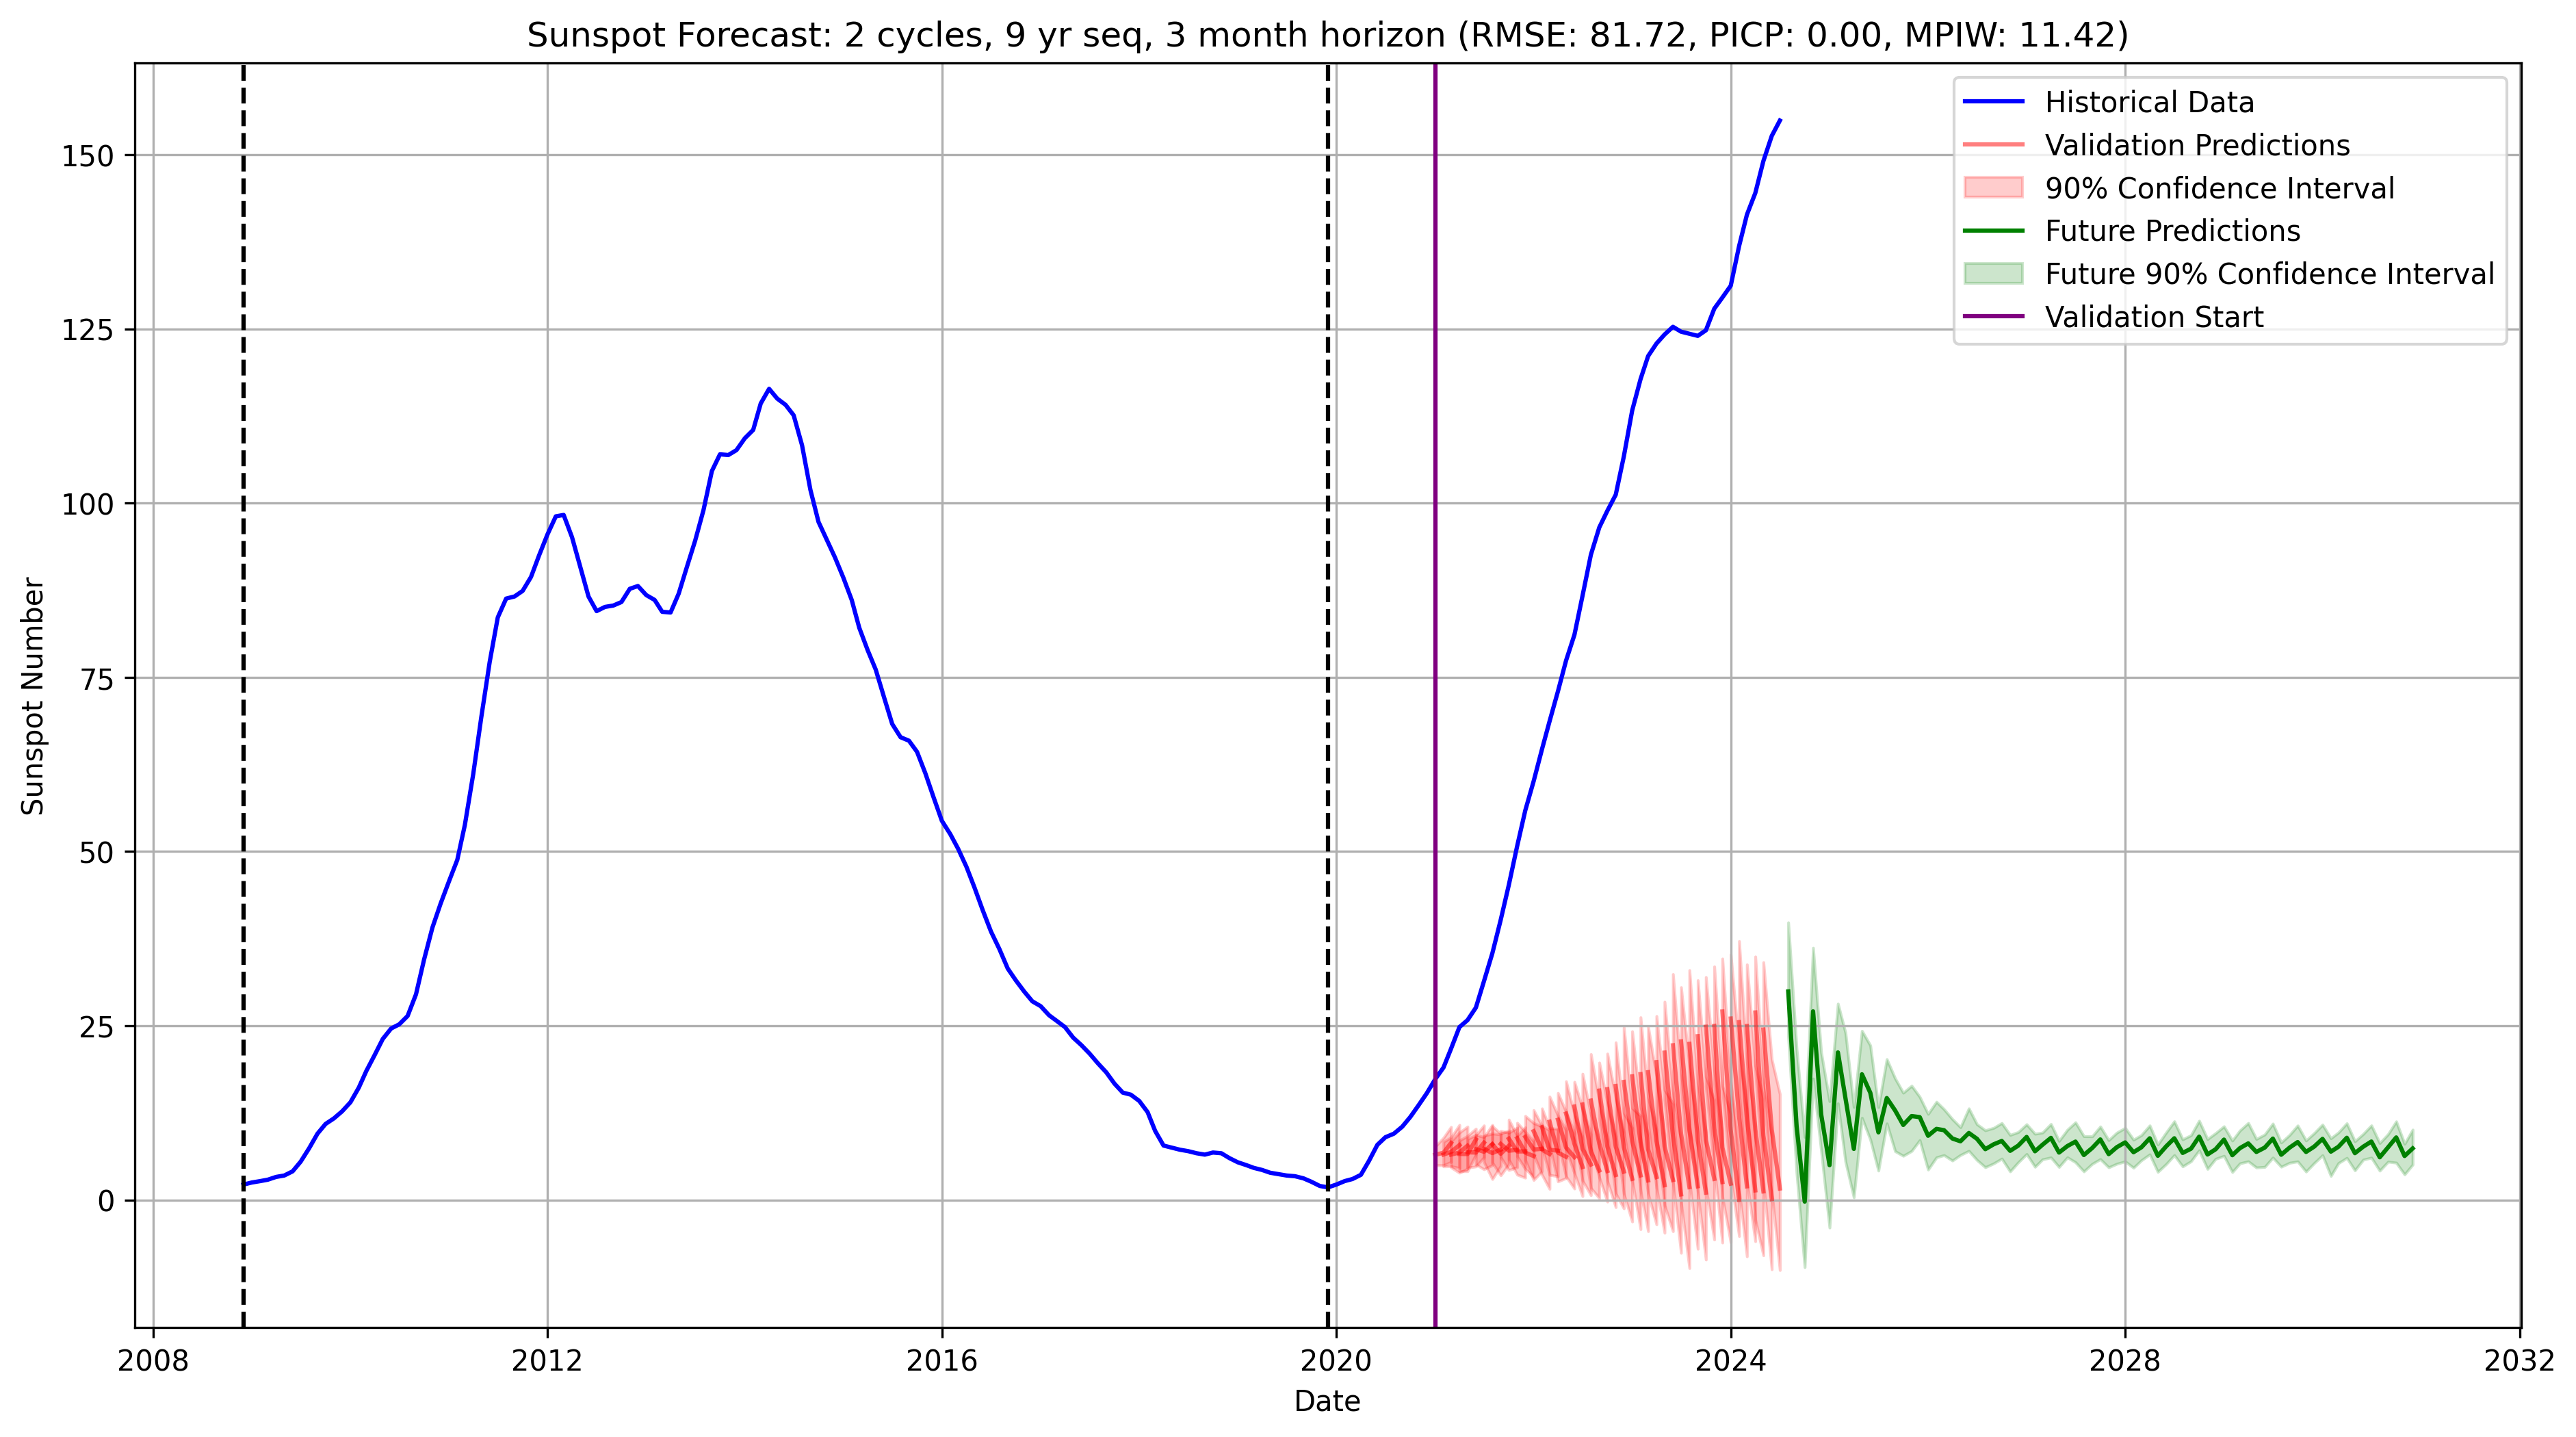 Sunspot Forecast: 2 cycles, 9 yr seq, 3 month horizon (RMSE: 81.72, PICP: 0.00, MPIW: 11.42)
Historical Data
Validation Predictions
90% Confidence Interval
Future Predictions
Future 90% Confidence Interval
Validation Start
Sunspot Number
150
125
100
75
50
25
0
2008 2012 2016 2020 2024 2028 2032
Date